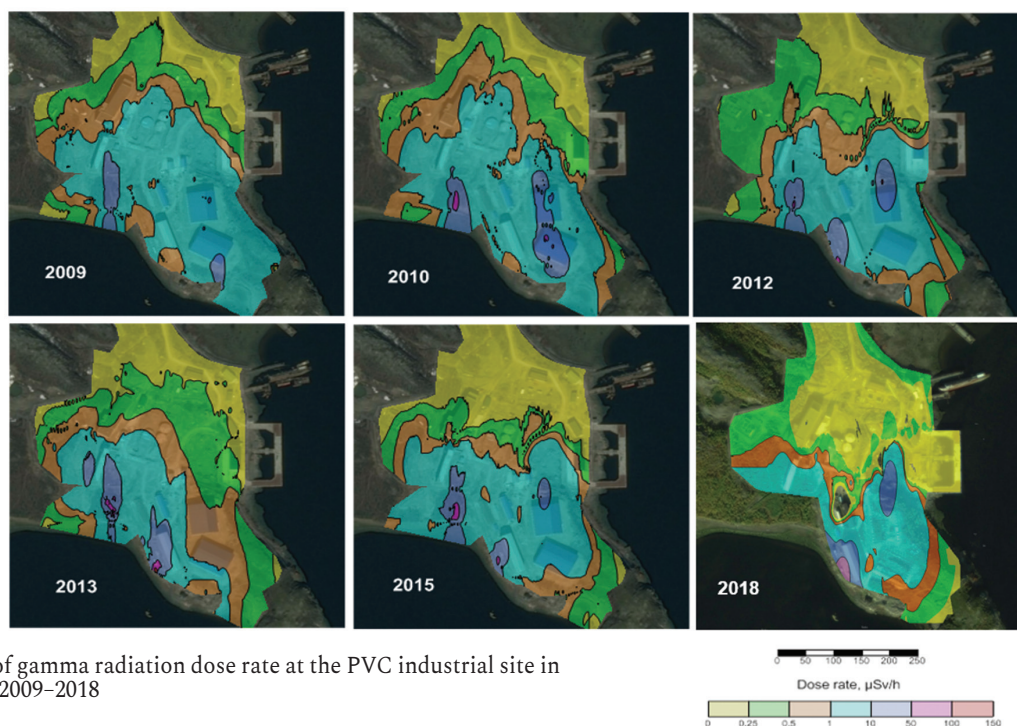 2009
2010
2012
2013
2015
2018
of gamma radiation dose rate at the PVC industrial site in
2009–2018
0 50 100 150 200 250
Dose rate, μSv/h
0 0.25 0.5 1 10 50 100 150